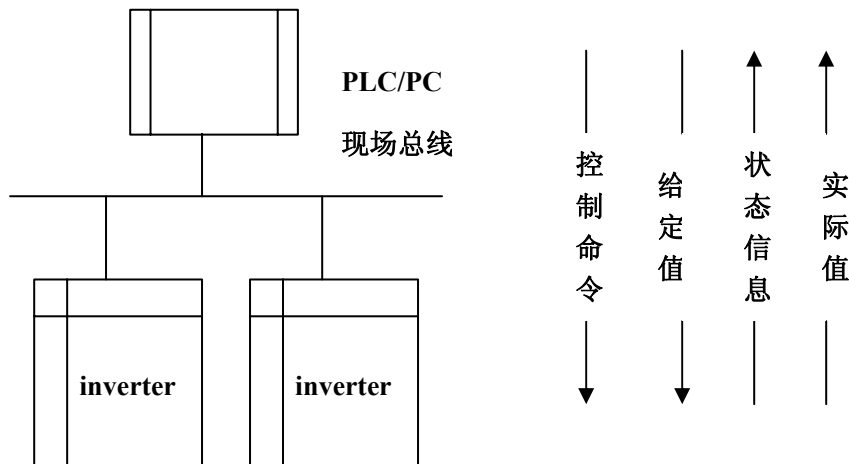 PLC/PC
现场总线
inverter
inverter
控制命令
给定值
状态信息
实际值